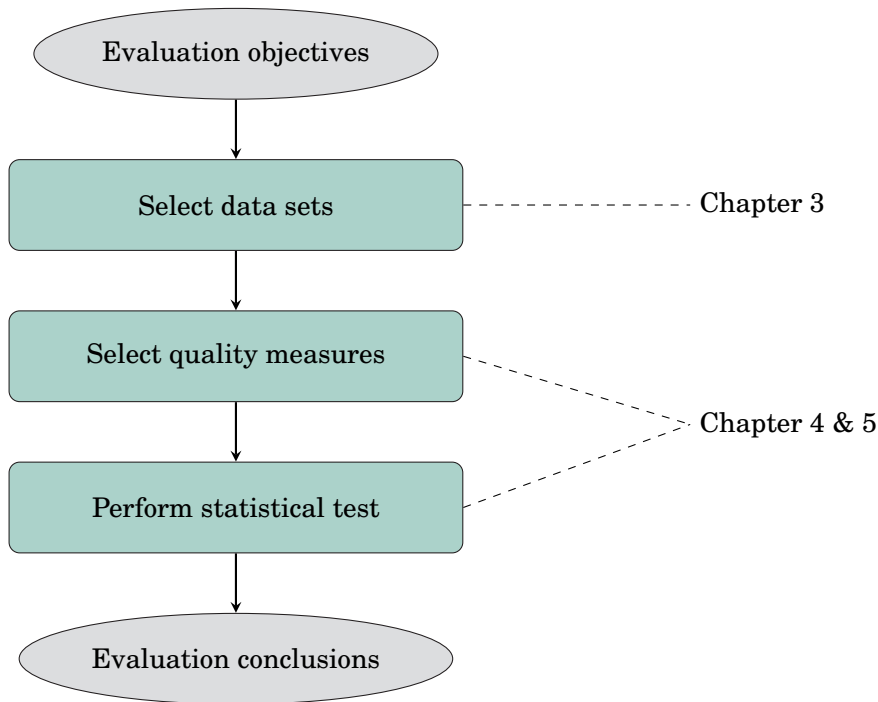 Evaluation objectives
Select data sets
Chapter 3
Select quality measures
Chapter 4 & 5
Perform statistical test
Evaluation conclusions